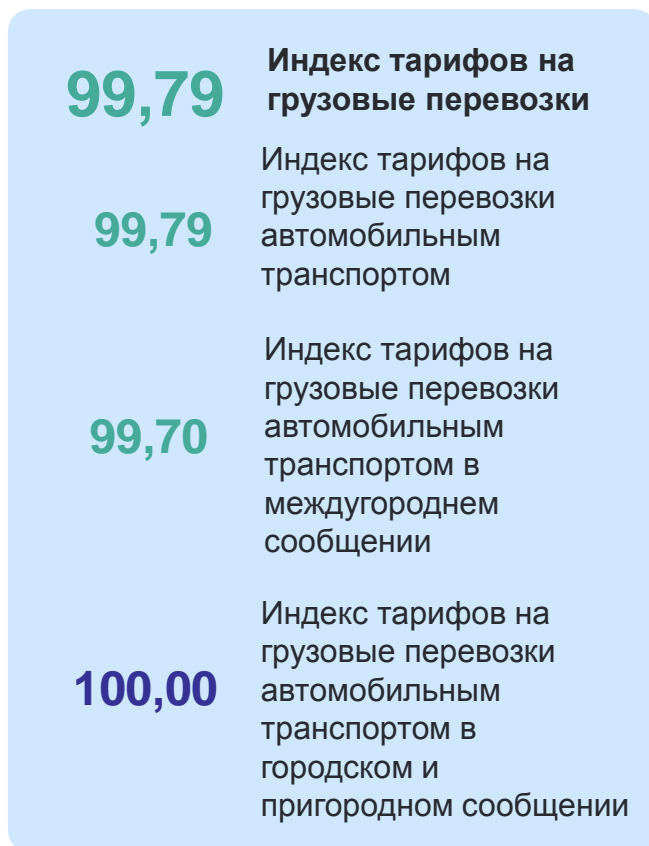 99,79
Индекс тарифов на
грузовые перевозки
99,79
Индекс тарифов на
грузовые перевозки
автомобильным
транспортом
99,70
Индекс тарифов на
грузовые перевозки
автомобильным
транспортом в
междугороднем
сообщении
100,00
Индекс тарифов на
грузовые перевозки
автомобильным
транспортом в
городском и
пригородном сообщении